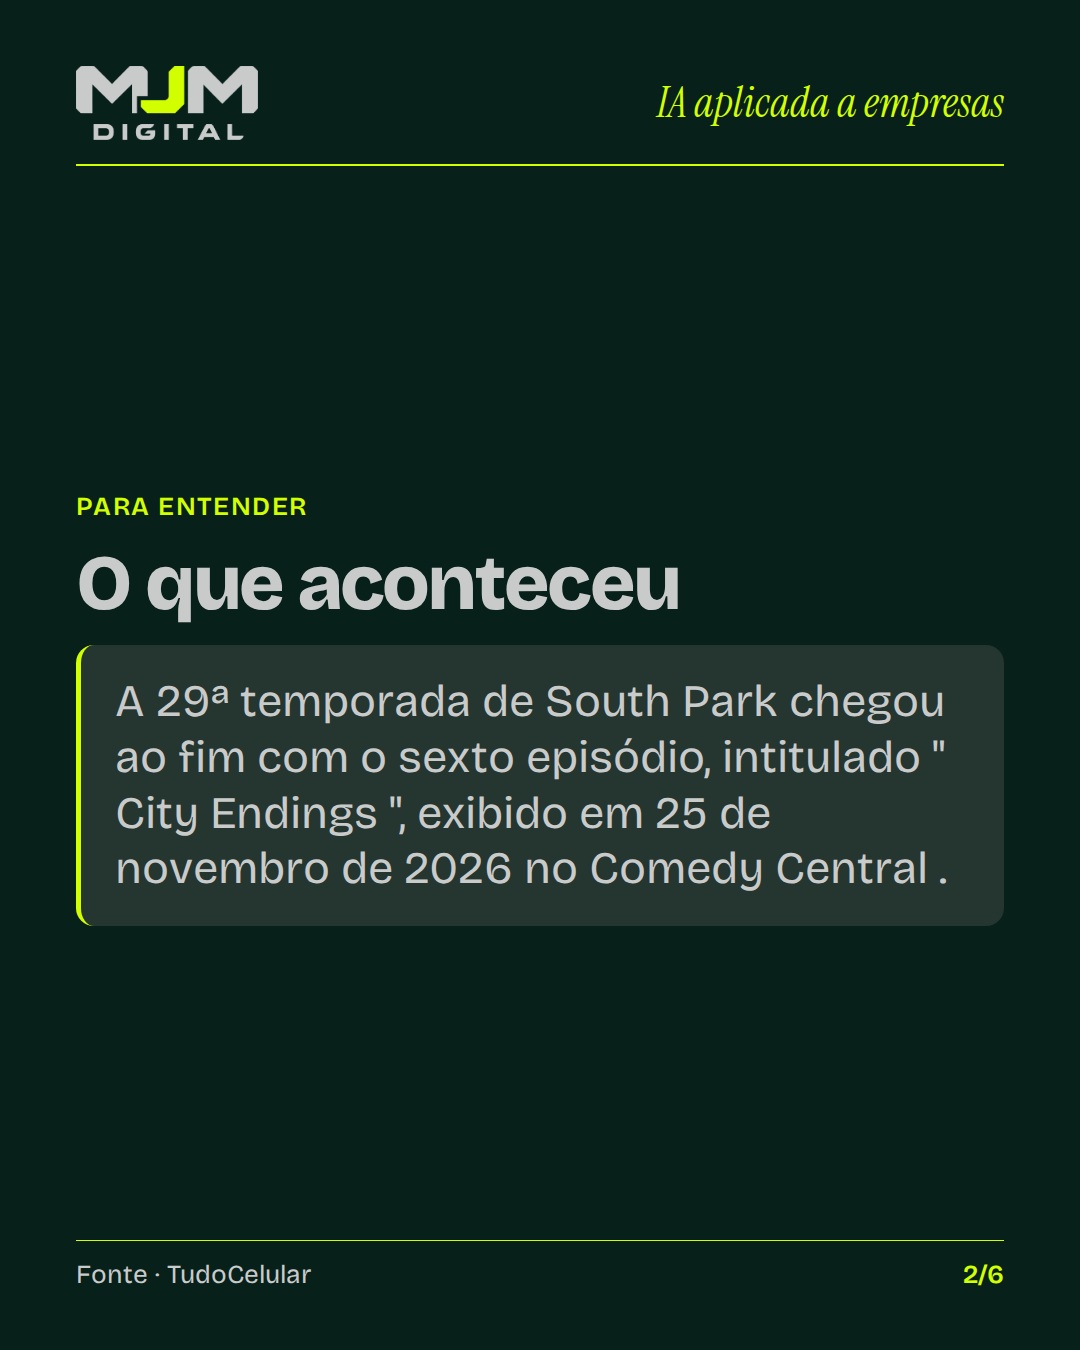 MJM
DIGITAL
IA aplicada a empresas
PARA ENTENDER
O que aconteceu
A 29ª temporada de South Park chegou
ao fim com o sexto episódio, intitulado "
City Endings ", exibido em 25 de
novembro de 2026 no Comedy Central .
Fonte · TudoCelular
2/6